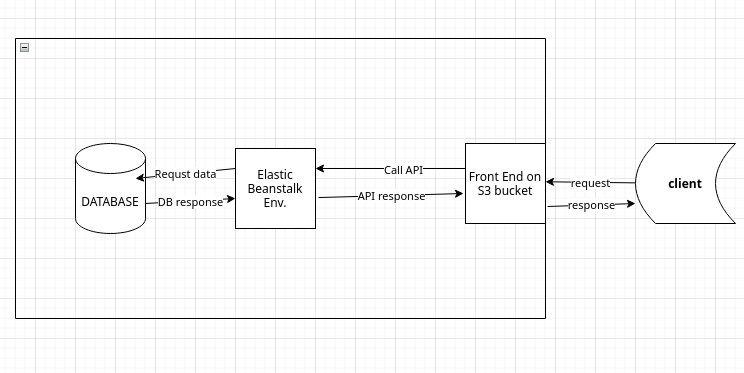 Requst data
DATABASE
DB response
Elastic
Beanstalk
Env.
Call API
API response
Front End on
S3 bucket
request
response
client